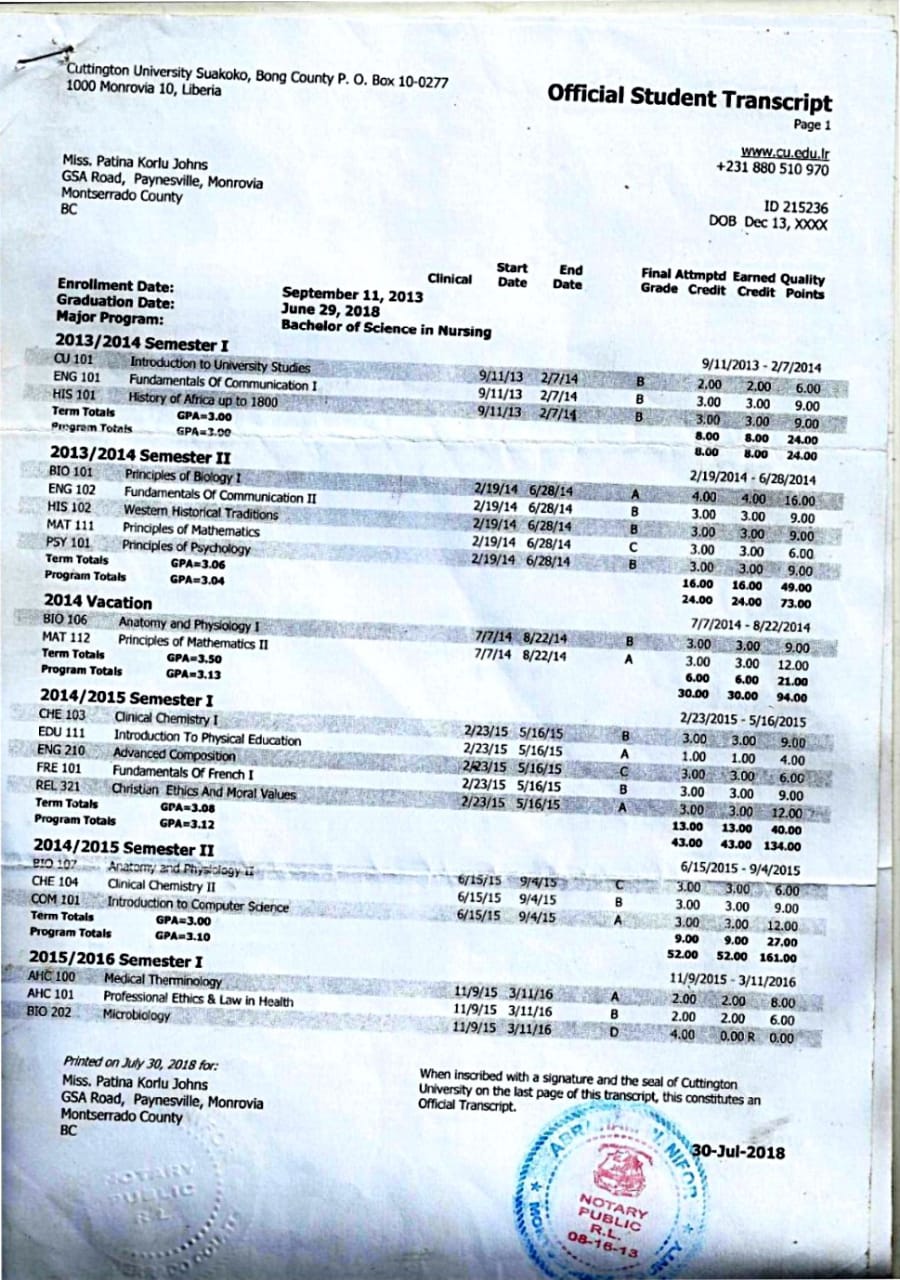 Cuttington University Suakoko, Bong County P. O. Box 10-0277
1000 Monrovia 10, Liberia
Official Student Transcript
Page 1
www.cu.edu.lr
+231 880 510 970
Miss. Patina Korlu Johns
GSA Road, Paynesville, Monrovia
Montserrado County
BC
ID 215236
DOB Dec 13, XXXX
Clinical Start Date End Date Final Grade Attmptd Credit Earned Credit Quality Points
Enrollment Date: September 11, 2013
Graduation Date: June 29, 2018
Major Program: Bachelor of Science in Nursing
2013/2014 Semester I 9/11/2013 - 2/7/2014
CU 101 Introduction to University Studies 9/11/13 2/7/14 B 2.00 2.00 6.00
ENG 101 Fundamentals Of Communication I 9/11/13 2/7/14 B 3.00 3.00 9.00
HIS 101 History of Africa up to 1800 9/11/13 2/7/14 B 3.00 3.00 9.00
Term Totals GPA=3.00 8.00 8.00 24.00
Program Totals GPA=3.00 8.00 8.00 24.00
2013/2014 Semester II 2/19/2014 - 6/28/2014
BIO 101 Principles of Biology I 2/19/14 6/28/14 A 4.00 4.00 16.00
ENG 102 Fundamentals Of Communication II 2/19/14 6/28/14 B 3.00 3.00 9.00
HIS 102 Western Historical Traditions 2/19/14 6/28/14 B 3.00 3.00 9.00
MAT 111 Principles of Mathematics 2/19/14 6/28/14 C 3.00 3.00 6.00
PSY 101 Principles of Psychology 2/19/14 6/28/14 B 3.00 3.00 9.00
Term Totals GPA=3.06 16.00 16.00 49.00
Program Totals GPA=3.04 24.00 24.00 73.00
2014 Vacation 7/7/2014 - 8/22/2014
BIO 106 Anatomy and Physiology I 7/7/14 8/22/14 B 3.00 3.00 9.00
MAT 112 Principles of Mathematics II 7/7/14 8/22/14 A 3.00 3.00 12.00
Term Totals GPA=3.50 6.00 6.00 21.00
Program Totals GPA=3.13 30.00 30.00 94.00
2014/2015 Semester I 2/23/2015 - 5/16/2015
CHE 103 Clinical Chemistry I 2/23/15 5/16/15 B 3.00 3.00 9.00
EDU 111 Introduction To Physical Education 2/23/15 5/16/15 A 1.00 1.00 4.00
ENG 210 Advanced Composition 2/23/15 5/16/15 C 3.00 3.00 6.00
FRE 101 Fundamentals Of French I 2/23/15 5/16/15 B 3.00 3.00 9.00
REL 321 Christian Ethics And Moral Values 2/23/15 5/16/15 A 3.00 3.00 12.00
Term Totals GPA=3.08 13.00 13.00 40.00
Program Totals GPA=3.12 43.00 43.00 134.00
2014/2015 Semester II 6/15/2015 - 9/4/2015
BIO 107 Anatomy and Physiology II 6/15/15 9/4/15 C 3.00 3.00 6.00
CHE 104 Clinical Chemistry II 6/15/15 9/4/15 B 3.00 3.00 9.00
COM 101 Introduction to Computer Science 6/15/15 9/4/15 A 3.00 3.00 12.00
Term Totals GPA=3.00 9.00 9.00 27.00
Program Totals GPA=3.10 52.00 52.00 161.00
2015/2016 Semester I 11/9/2015 - 3/11/2016
AHC 100 Medical Therminology 11/9/15 3/11/16 A 2.00 2.00 8.00
AHC 101 Professional Ethics & Law in Health 11/9/15 3/11/16 B 2.00 2.00 6.00
BIO 202 Microbiology 11/9/15 3/11/16 D 4.00 0.00 R 0.00
Printed on July 30, 2018 for:
Miss. Patina Korlu Johns
GSA Road, Paynesville, Monrovia
Montserrado County
BC
When inscribed with a signature and the seal of Cuttington
University on the last page of this transcript, this constitutes an
Official Transcript.
30-Jul-2018
NOTARY
PUBLIC
R.L.
NOTARY
PUBLIC
R.L.
08-16-13